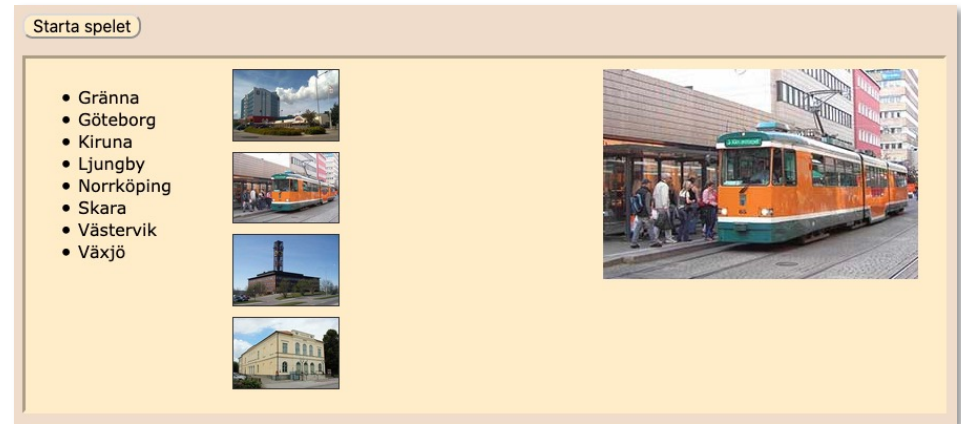 Starta spelet
Gränna
Göteborg
Kiruna
Ljungby
Norrköping
Skara
Västervik
Växjö